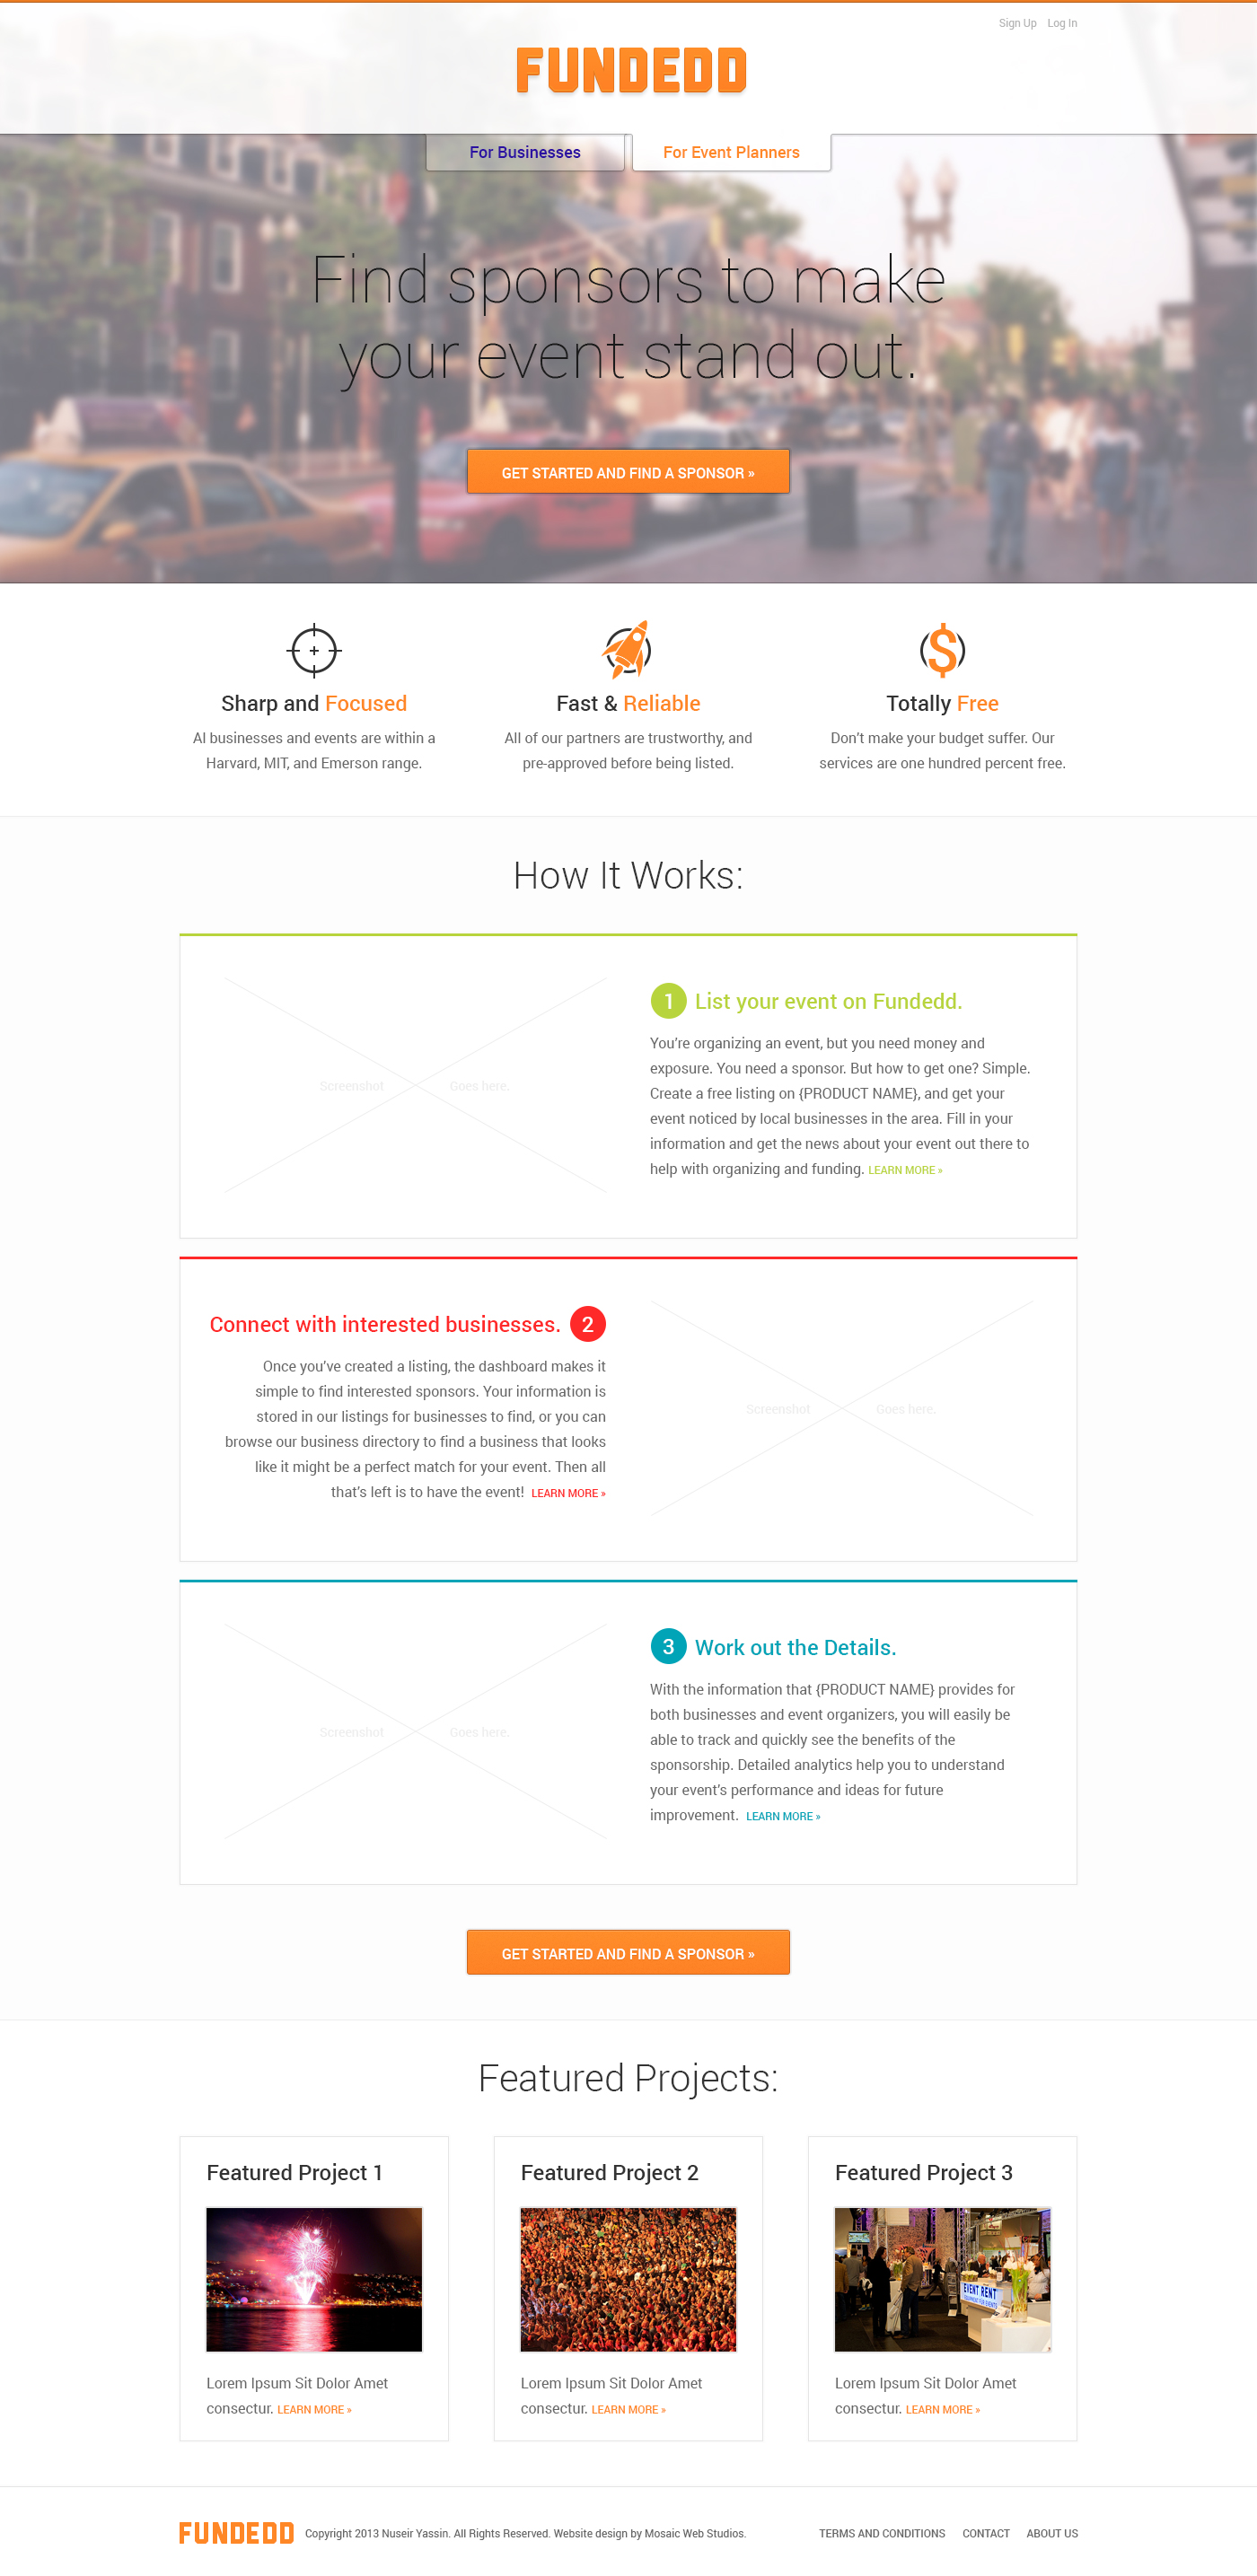 Sign Up Log In
FUNDEDD
For Businesses For Event Planners
Find sponsors to make
your event stand out.
GET STARTED AND FIND A SPONSOR »
Sharp and Focused
Al businesses and events are within a
Harvard, MIT, and Emerson range.
Fast & Reliable
All of our partners are trustworthy, and
pre-approved before being listed.
Totally Free
Don't make your budget suffer. Our
services are one hundred percent free.
How It Works:
Screenshot Goes here.
1 List your event on Fundedd.
You're organizing an event, but you need money and
exposure. You need a sponsor. But how to get one? Simple.
Create a free listing on {PRODUCT NAME}, and get your
event noticed by local businesses in the area. Fill in your
information and get the news about your event out there to
help with organizing and funding. LEARN MORE »
Connect with interested businesses. 2
Once you've created a listing, the dashboard makes it
simple to find interested sponsors. Your information is
stored in our listings for businesses to find, or you can
browse our business directory to find a business that looks
like it might be a perfect match for your event. Then all
that's left is to have the event! LEARN MORE »
Screenshot Goes here.
Screenshot Goes here.
3 Work out the Details.
With the information that {PRODUCT NAME} provides for
both businesses and event organizers, you will easily be
able to track and quickly see the benefits of the
sponsorship. Detailed analytics help you to understand
your event's performance and ideas for future
improvement. LEARN MORE »
GET STARTED AND FIND A SPONSOR »
Featured Projects:
Featured Project 1
Lorem Ipsum Sit Dolor Amet
consectur. LEARN MORE »
Featured Project 2
Lorem Ipsum Sit Dolor Amet
consectur. LEARN MORE »
Featured Project 3
EVENT RENT
Lorem Ipsum Sit Dolor Amet
consectur. LEARN MORE »
FUNDEDD Copyright 2013 Nuseir Yassin. All Rights Reserved. Website design by Mosaic Web Studios.
TERMS AND CONDITIONS CONTACT ABOUT US